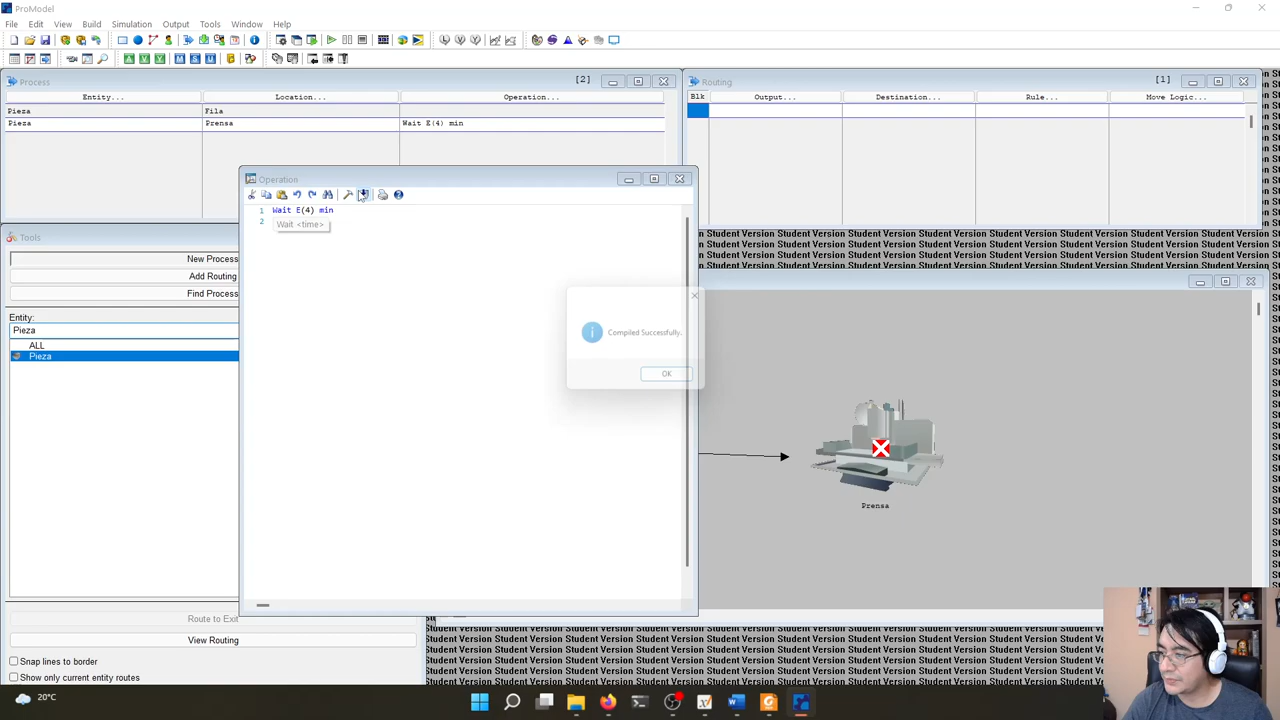 ProModel
File Edit View Build Simulation Output Tools Window Help
Process [2]
Entity... Location... Operation...
Pieza Fila
Pieza Prensa Wait E(4) min
Routing [1]
Blk Output... Destination... Rule... Move Logic...
Operation
1 Wait E(4) min
2
Wait <time>
Tools
New Process
Add Routing
Find Process
Entity:
Pieza
ALL
Pieza
Compiled Successfully.
OK
Prensa
Route to Exit
View Routing
Snap lines to border
Show only current entity routes
Student Version Student Version Student Version Student Version Student Version Student Version Student Version Student Version
20°C